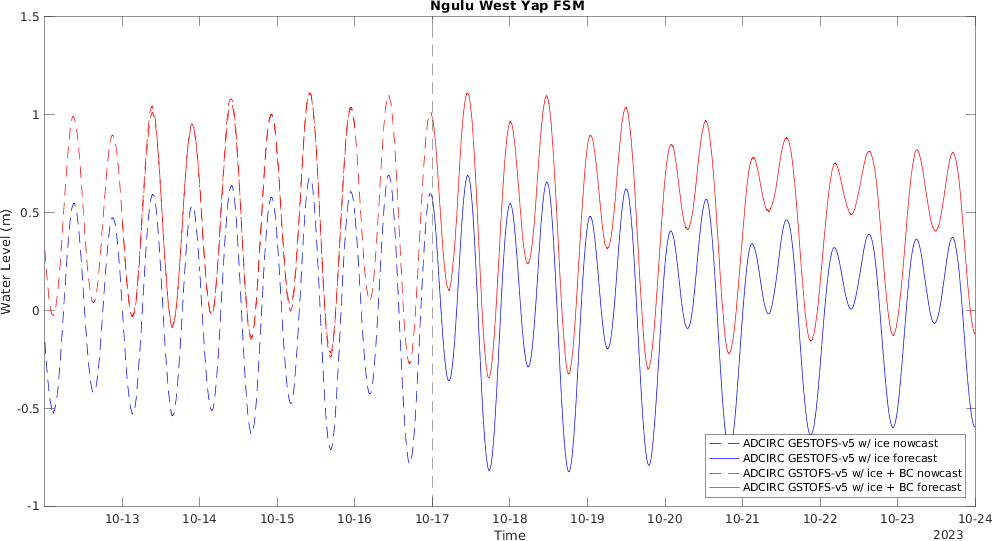 Ngulu West Yap FSM
1.5
1
0.5
0
-0.5
-1
Water Level (m)
ADCIRC GESTOFS-v5 w/ ice nowcast
ADCIRC GESTOFS-v5 w/ ice forecast
ADCIRC GSTOFS-v5 w/ ice + BC nowcast
ADCIRC GSTOFS-v5 w/ ice + BC forecast
10-13 10-14 10-15 10-16 10-17 10-18 10-19 10-20 10-21 10-22 10-23 10-24
Time
2023